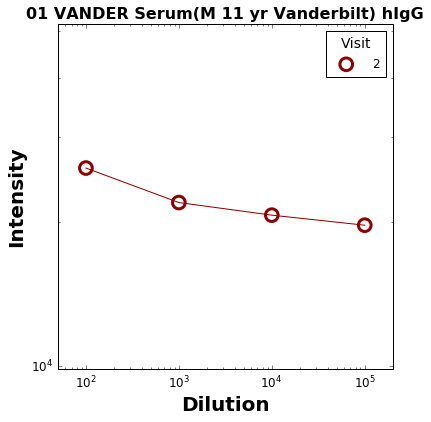 01 VANDER Serum(M 11 yr Vanderbilt) hIgG
Visit
2
Intensity
10⁴
10² 10³ 10⁴ 10⁵
Dilution